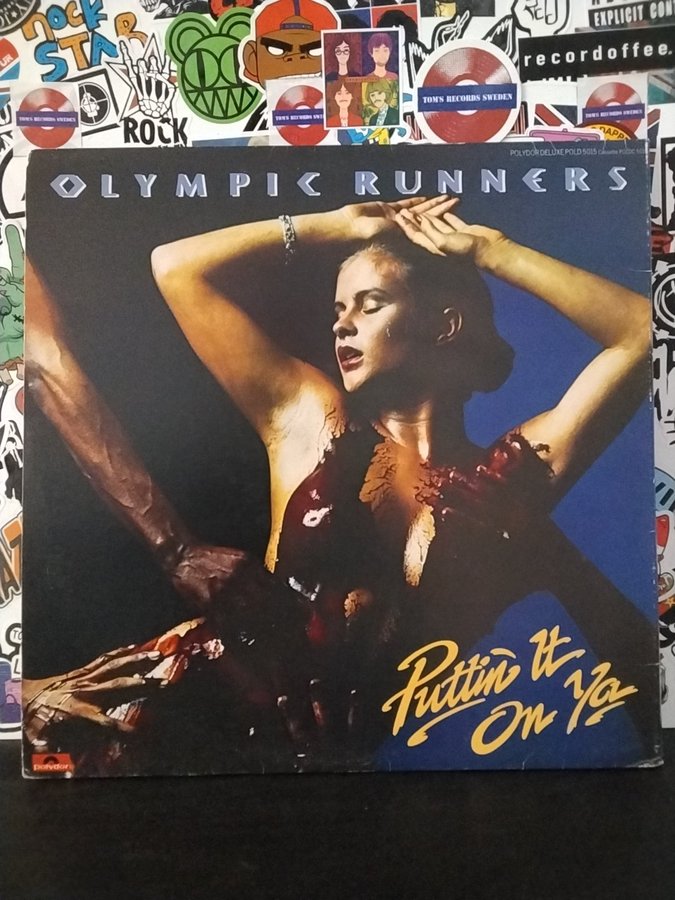 ROCK
STAR
EXPLICIT CON
recordoffee.
TOM'S RECORDS SWEDEN
TOM'S RECORDS SWEDEN
TOM'S RECORDS SWEDEN
TOM'S RECORDS SWEDEN
ROCK
POLYDOR DELUXE POLD 5015
OLYMPIC RUNNERS
Puttin' It
On Ya
polydor